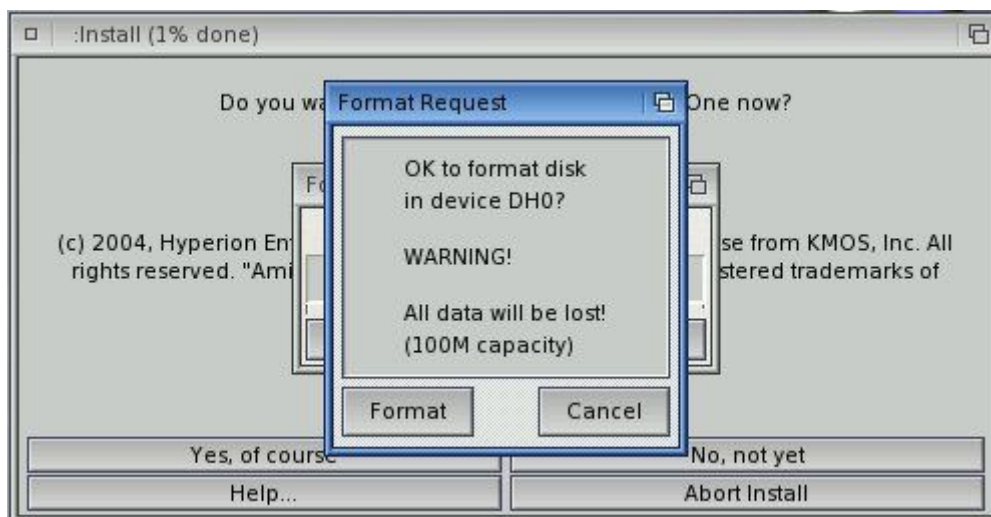 :Install (1% done)
Do you wa
One now?
Format Request
OK to format disk
in device DH0?
WARNING!
All data will be lost!
(100M capacity)
Format
Cancel
(c) 2004, Hyperion En
se from KMOS, Inc. All
rights reserved. "Ami
stered trademarks of
Yes, of course
No, not yet
Help...
Abort Install